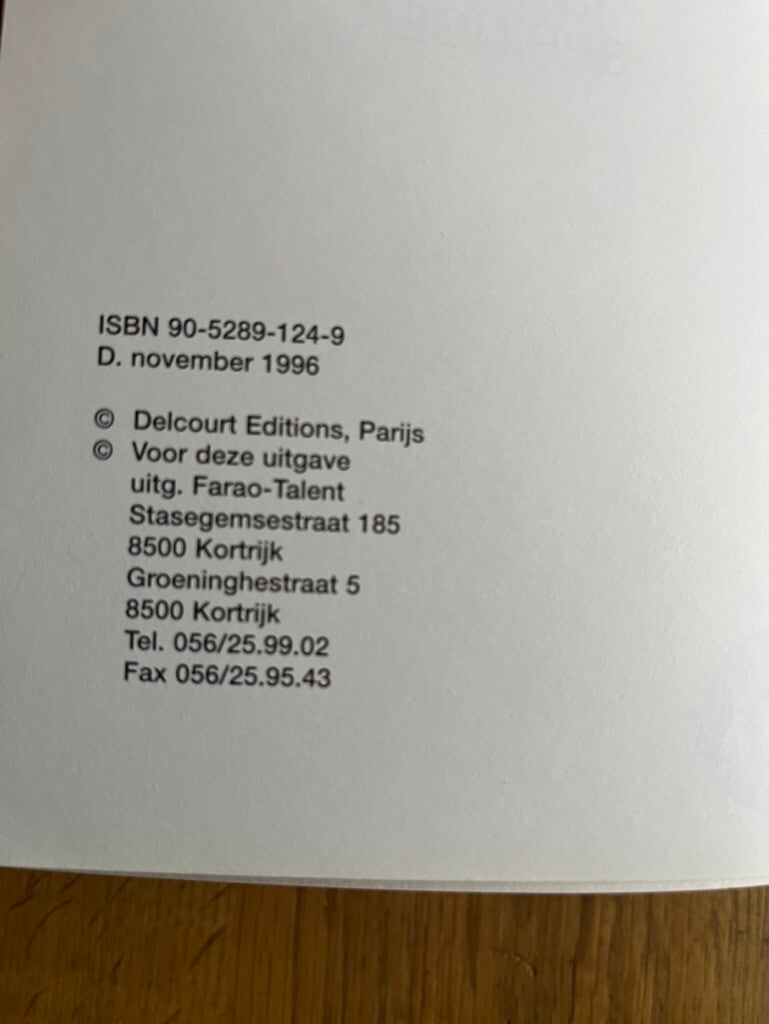 ISBN 90-5289-124-9
D. november 1996
© Delcourt Editions, Parijs
© Voor deze uitgave
uitg. Farao-Talent
Stasegemsestraat 185
8500 Kortrijk
Groeninghestraat 5
8500 Kortrijk
Tel. 056/25.99.02
Fax 056/25.95.43